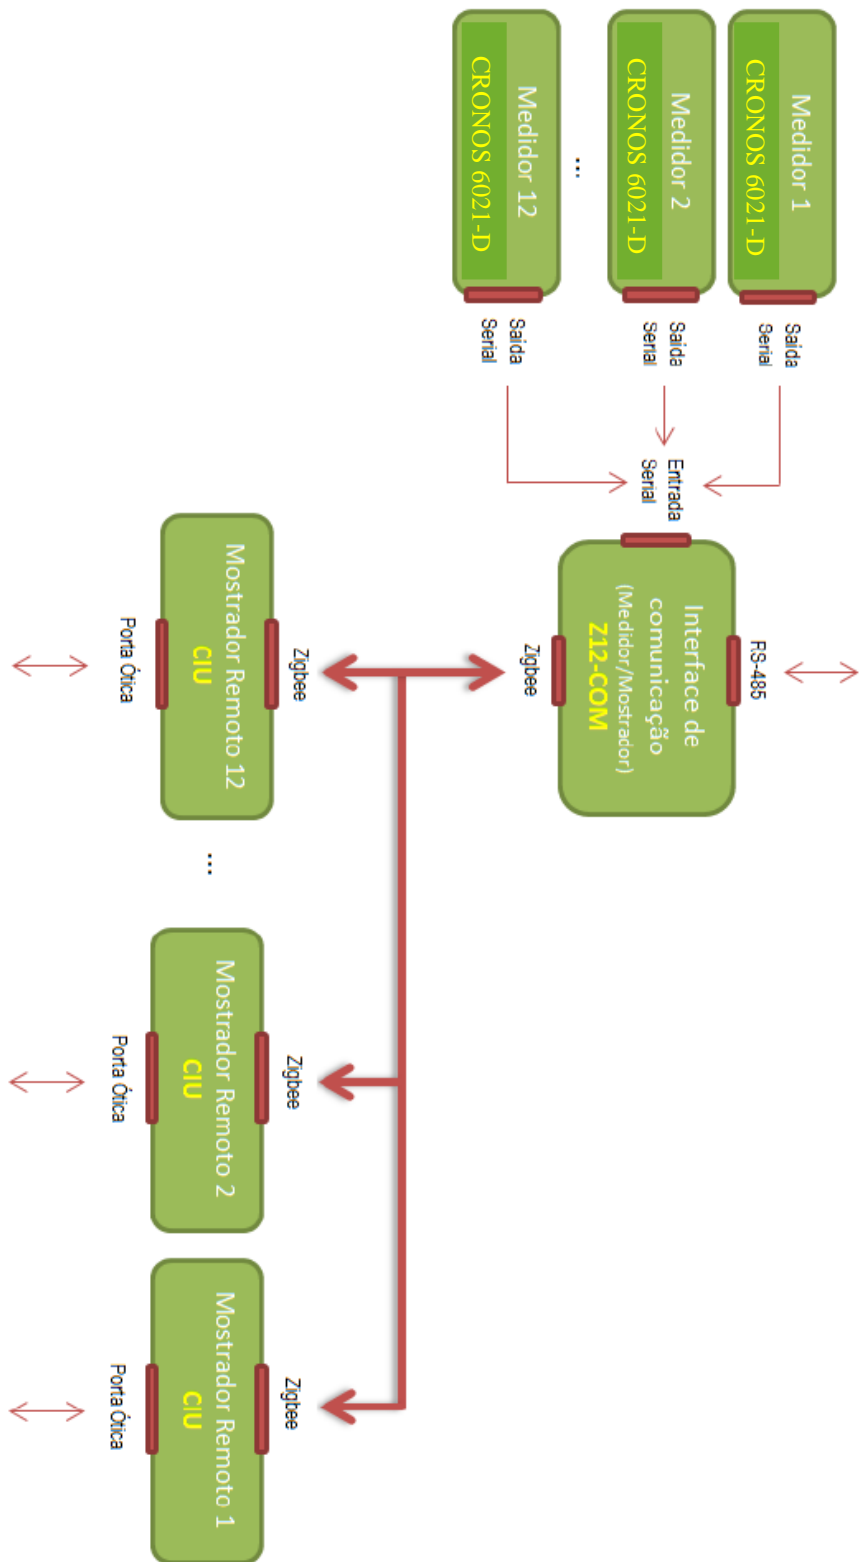 Medidor 1
CRONOS 6021-D
Saída
Serial
Medidor 2
CRONOS 6021-D
Saída
Serial
...
Medidor 12
CRONOS 6021-D
Saída
Serial
Entrada
Serial
RS-485
Interface de
comunicação
(Medidor/Mostrador)
Z12-COM
Zigbee
Zigbee
Mostrador Remoto 12
CIU
Porta Ótica
...
Zigbee
Mostrador Remoto 2
CIU
Porta Ótica
Zigbee
Mostrador Remoto 1
CIU
Porta Ótica